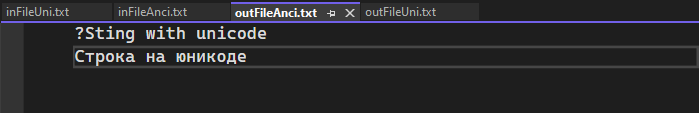 inFileUni.txt inFileAnci.txt outFileAnci.txt outFileUni.txt
?Sting with unicode
Строка на юникоде